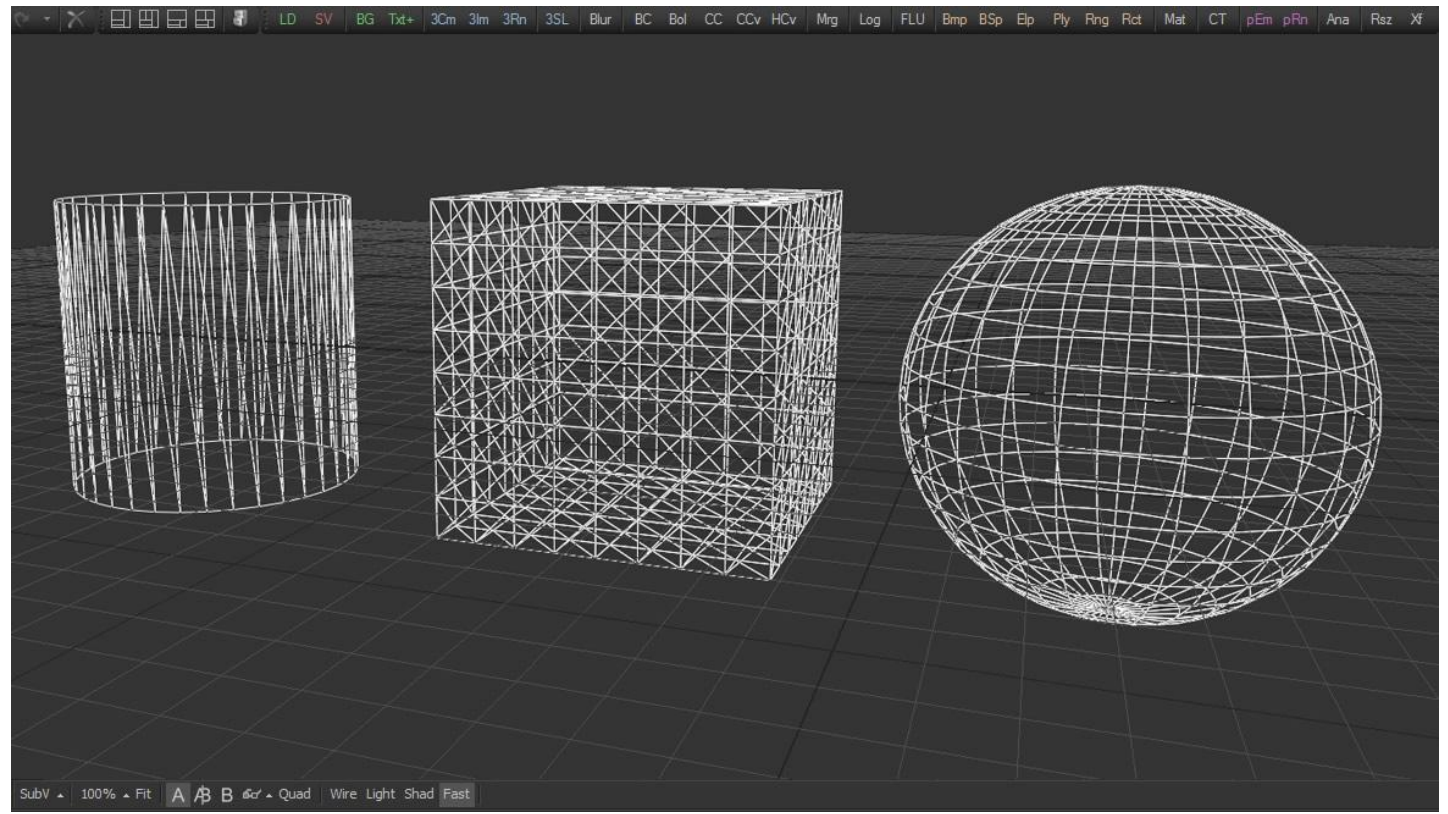 LD SV BG Txt+ 3Cm 3Im 3Rn 3SL Blur BC Bol CC CCv HCv Mrg Log FLU Bmp BSp Elp Ply Rng Rct Mat CT pEm pRn Ana Rsz Xf
SubV 100% Fit A A/B B Quad Wire Light Shad Fast